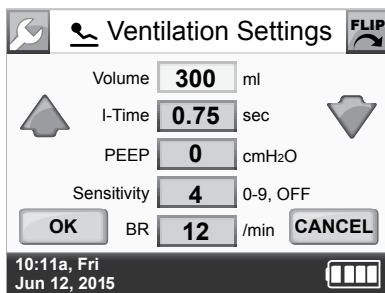 Ventilation Settings FLIP
Volume 300 ml
I-Time 0.75 sec
PEEP 0 cmH2O
Sensitivity 4 0-9, OFF
OK BR 12 /min CANCEL
10:11a, Fri
Jun 12, 2015